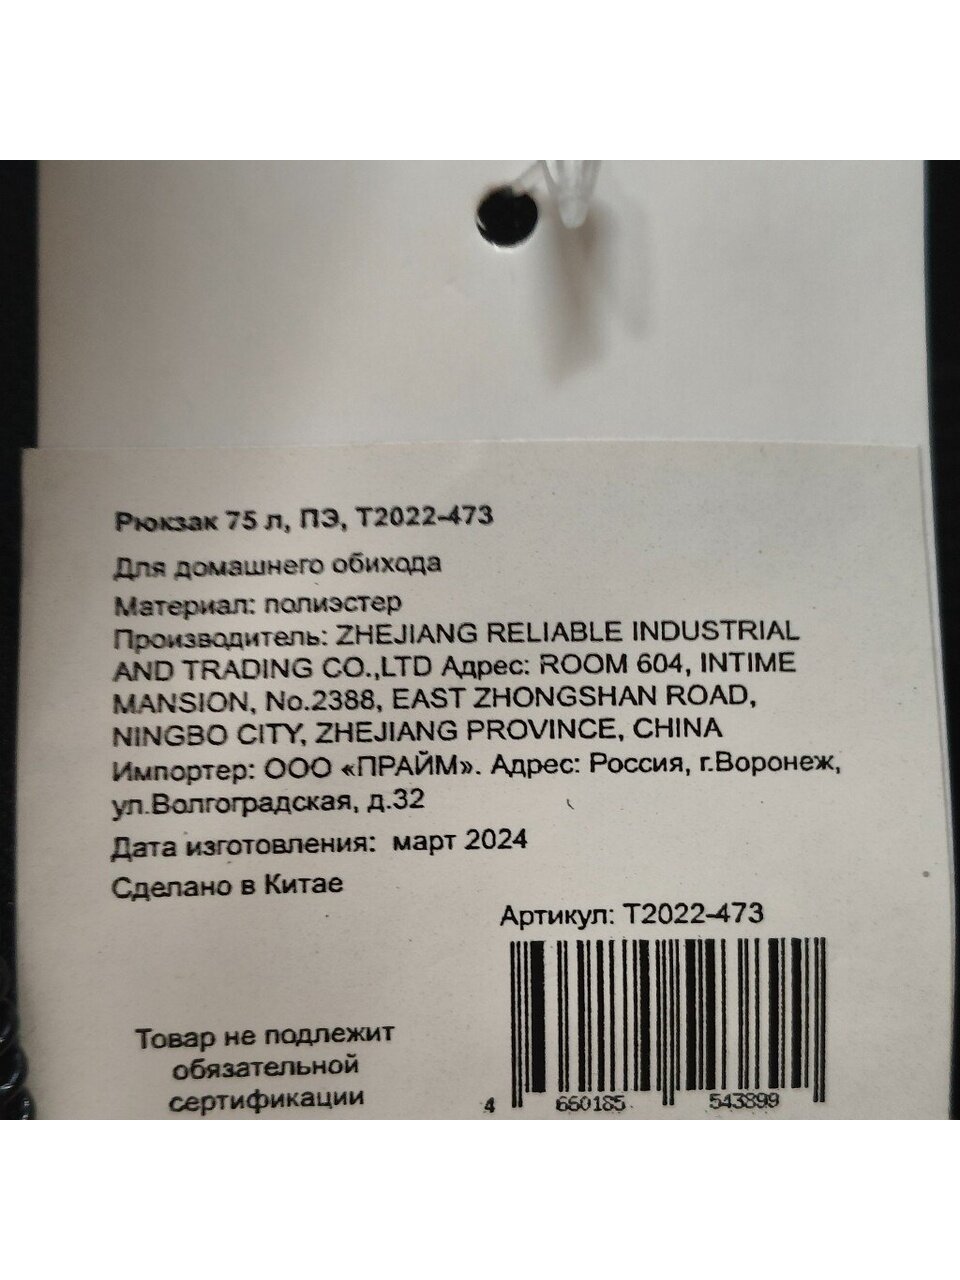 Рюкзак 75 л, ПЭ, Т2022-473
Для домашнего обихода
Материал: полиэстер
Производитель: ZHEJIANG RELIABLE INDUSTRIAL
AND TRADING CO.,LTD Адрес: ROOM 604, INTIME
MANSION, No.2388, EAST ZHONGSHAN ROAD,
NINGBO CITY, ZHEJIANG PROVINCE, CHINA
Импортер: ООО «ПРАЙМ». Адрес: Россия, г.Воронеж,
ул.Волгоградская, д.32
Дата изготовления: март 2024
Сделано в Китае
Артикул: Т2022-473
Товар не подлежит
обязательной
сертификации
4 660185 543899